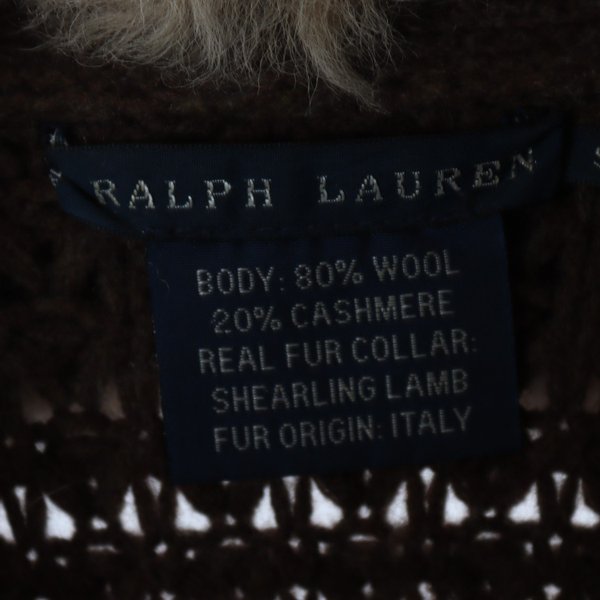 RALPH LAUREN
BODY: 80% WOOL
20% CASHMERE
REAL FUR COLLAR:
SHEARLING LAMB
FUR ORIGIN: ITALY